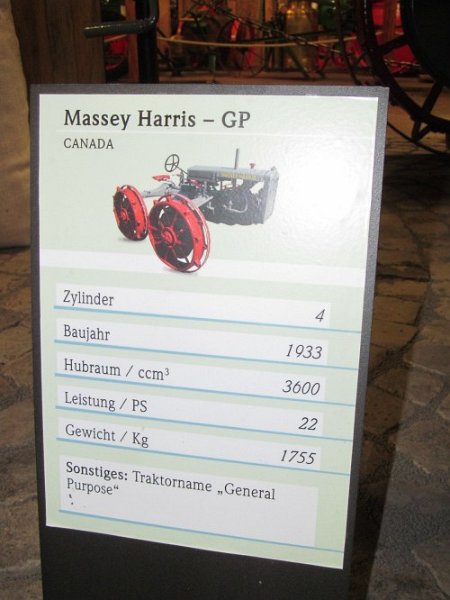 Massey Harris – GP
CANADA
Zylinder 4
Baujahr 1933
Hubraum / ccm³ 3600
Leistung / PS 22
Gewicht / Kg 1755
Sonstiges: Traktorname „General
Purpose“